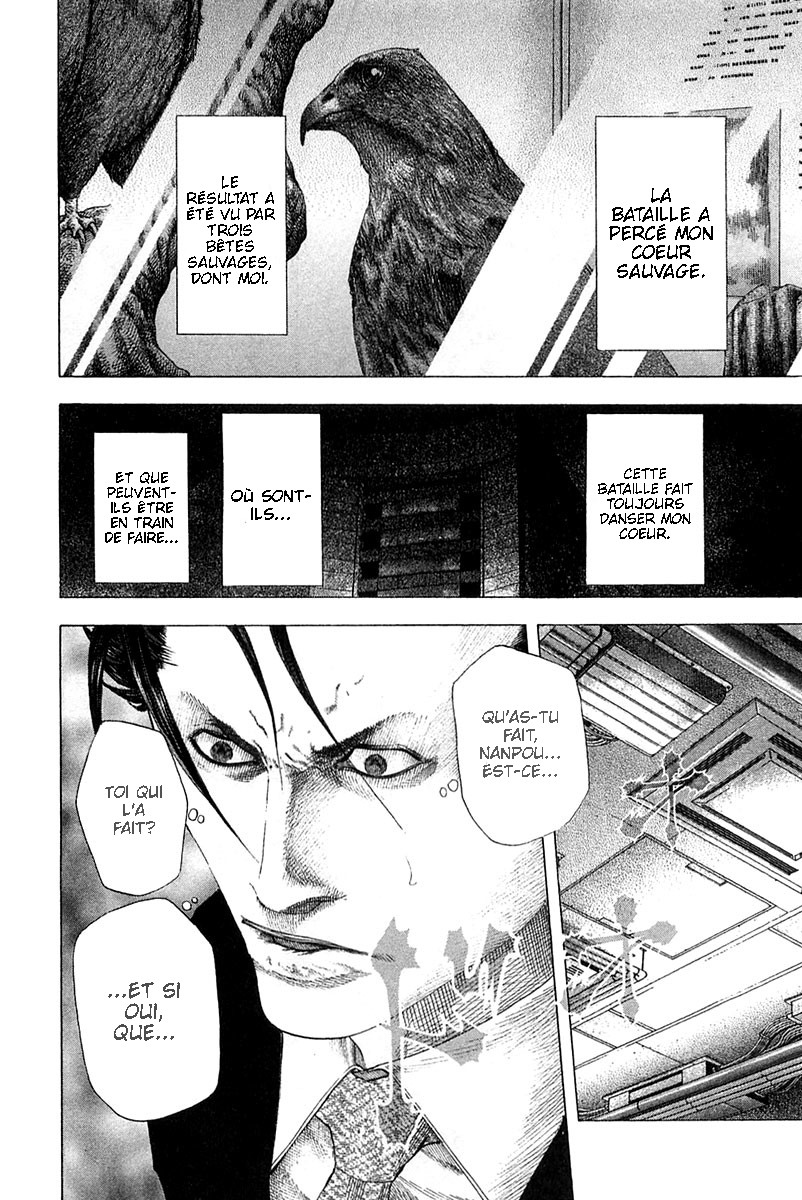 LA
BATAILLE A
PERCÉ MON
COEUR
SAUVAGE.
LE
RÉSULTAT A
ÉTÉ VU PAR
TROIS
BÊTES
SAUVAGES,
DONT MOI.
CETTE
BATAILLE FAIT
TOUJOURS
DANSER MON
COEUR.
OÙ SONT-
ILS...
ET QUE
PEUVENT-
ILS ÊTRE
EN TRAIN
DE FAIRE...
QU'AS-TU
FAIT,
NANPOU...
EST-CE...
TOI QUI
L'A
FAIT?
...ET SI
OUI,
QUE...